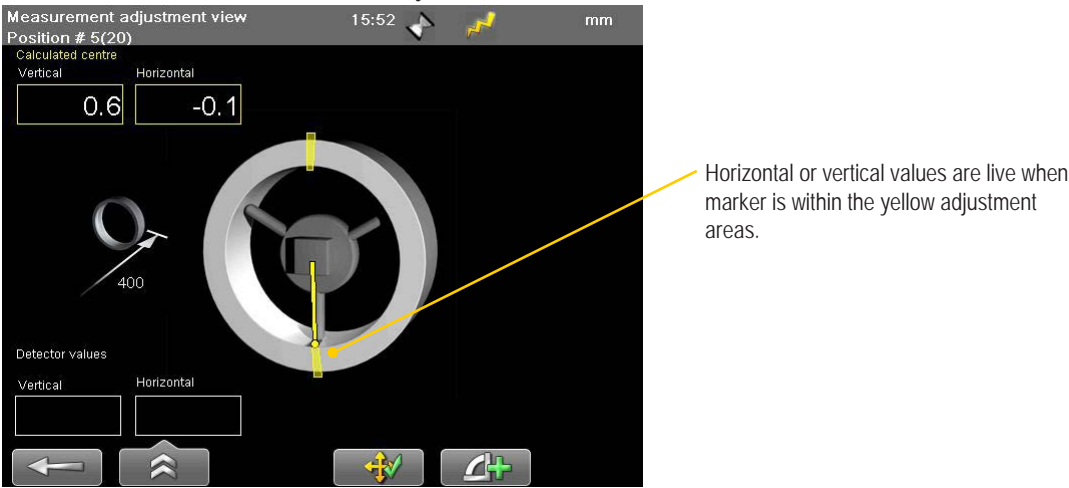 Measurement adjustment view 15:52 mm
Position # 5(20)
Calculated centre
Vertical Horizontal
0.6 -0.1
400
Horizontal or vertical values are live when
marker is within the yellow adjustment
areas.
Detector values
Vertical Horizontal